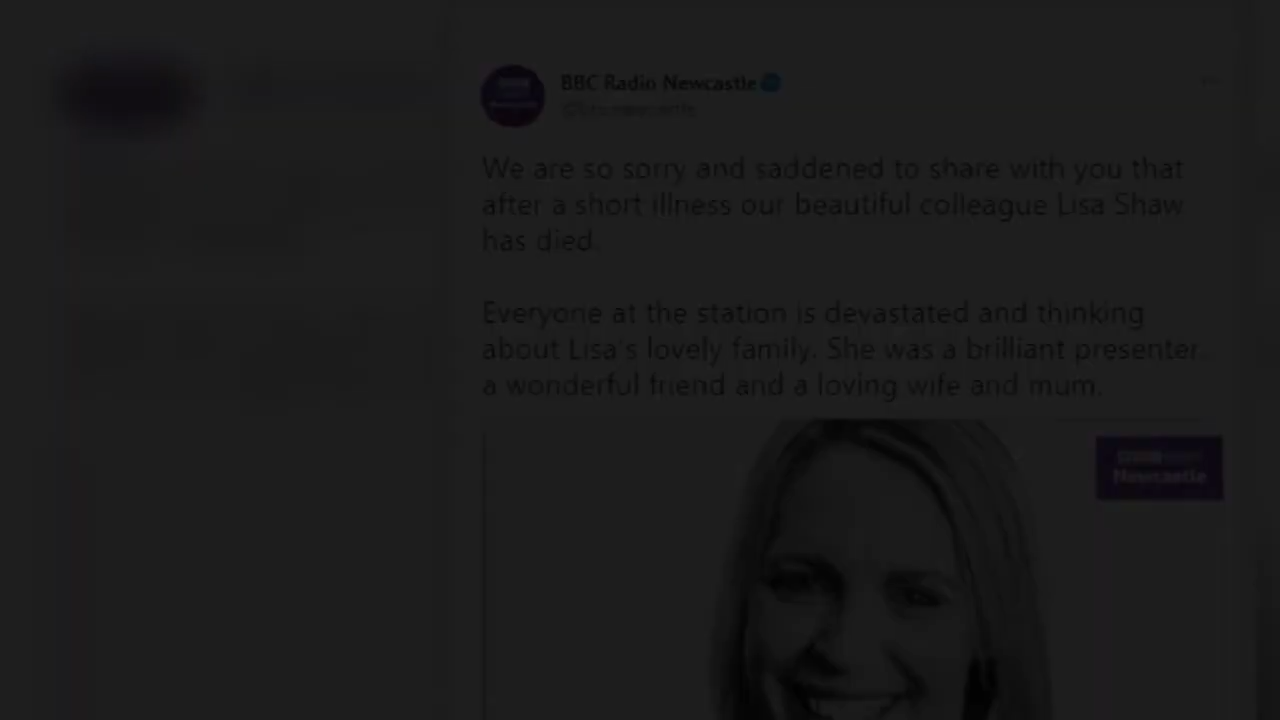 BBC Radio Newcastle
We are so sorry and saddened to share with you that
after a short illness our beautiful colleague Lisa Shaw
has died.
Everyone at the station is devastated and thinking
about Lisa's lovely family. She was a brilliant presenter,
a wonderful friend and a loving wife and mum.
Newcastle